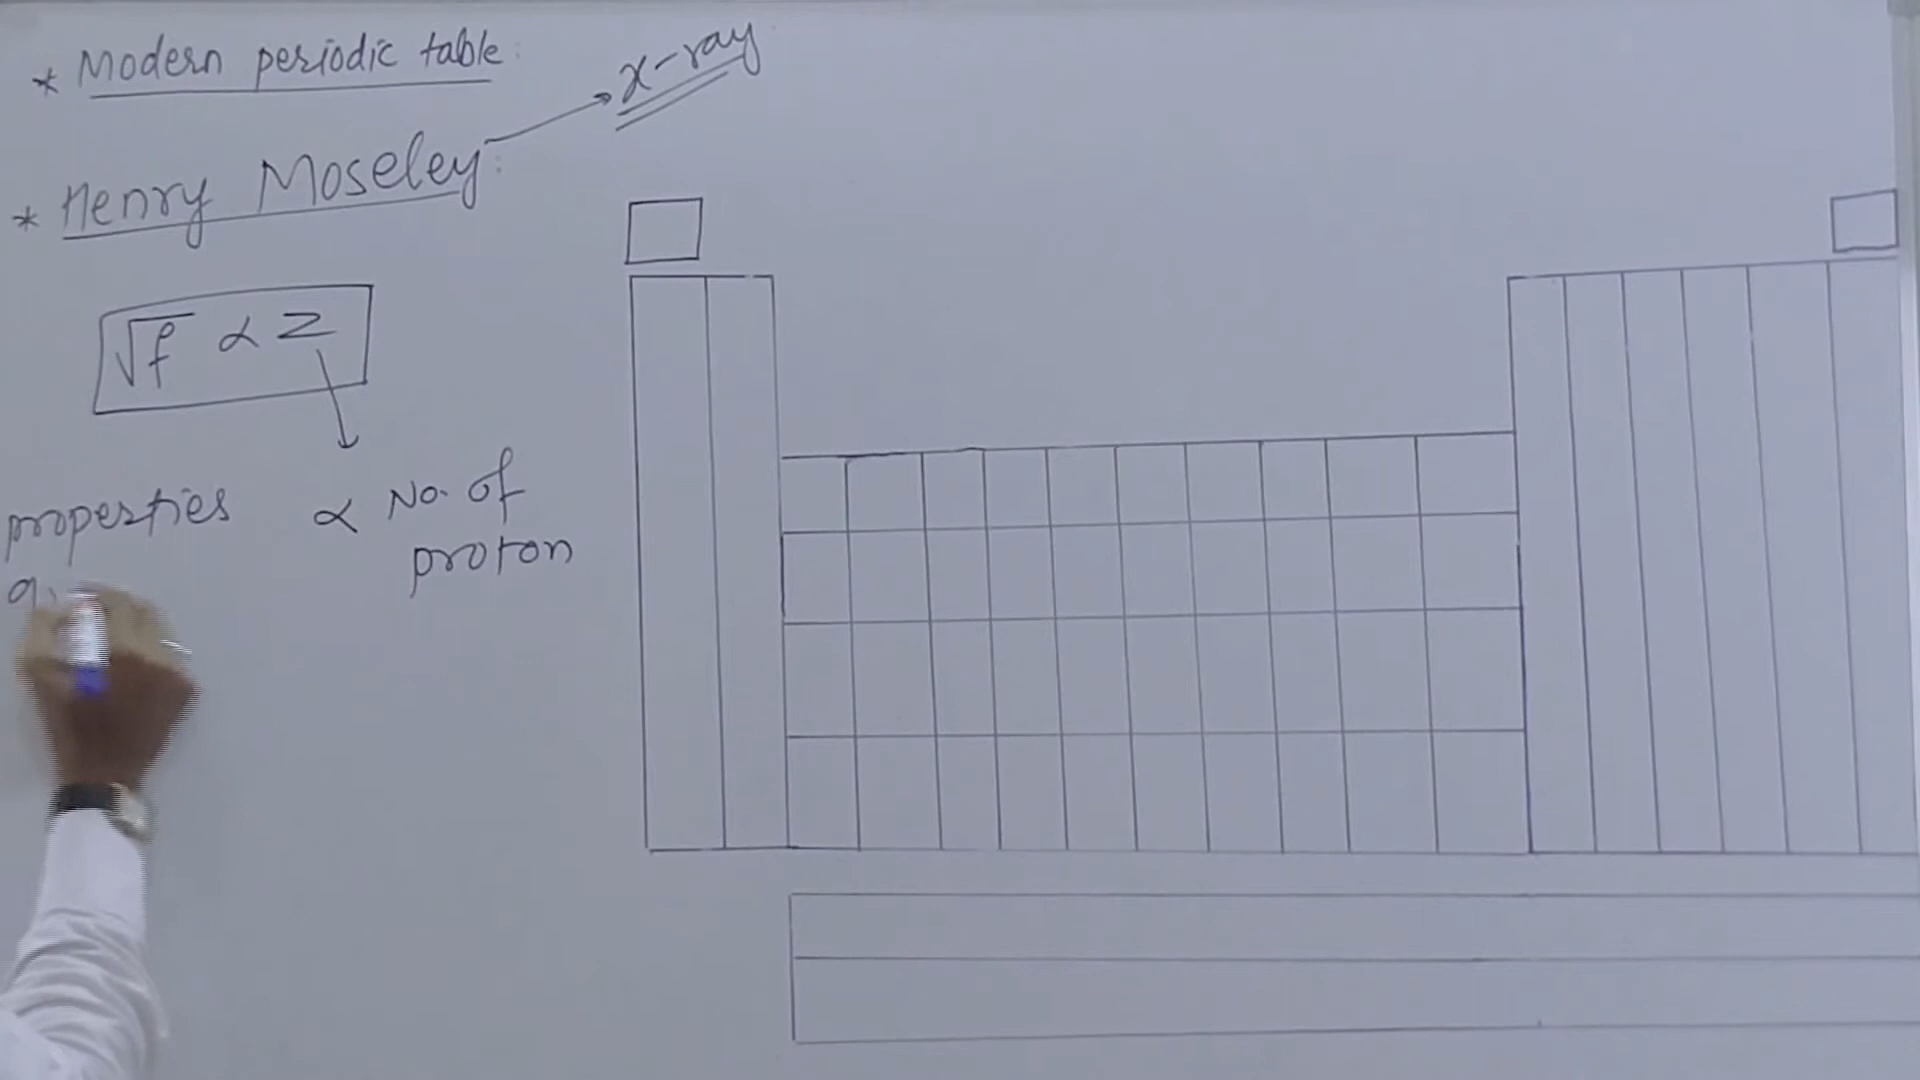 * Modern periodic table:
* Henry Moseley: → x-ray
√f ∝ Z
properties ∝ No. of
proton